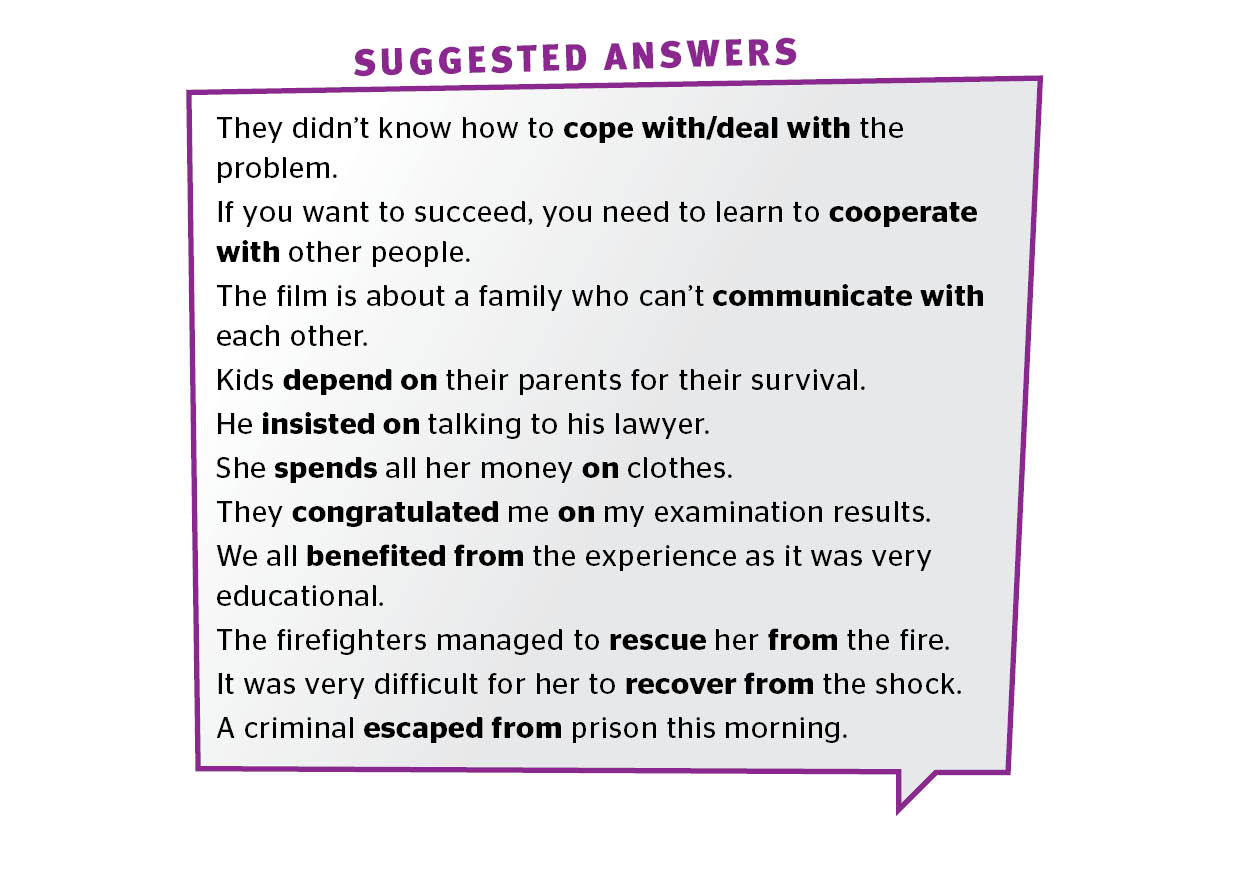 SUGGESTED ANSWERS
They didn't know how to cope with/deal with the
problem.
If you want to succeed, you need to learn to cooperate
with other people.
The film is about a family who can't communicate with
each other.
Kids depend on their parents for their survival.
He insisted on talking to his lawyer.
She spends all her money on clothes.
They congratulated me on my examination results.
We all benefited from the experience as it was very
educational.
The firefighters managed to rescue her from the fire.
It was very difficult for her to recover from the shock.
A criminal escaped from prison this morning.